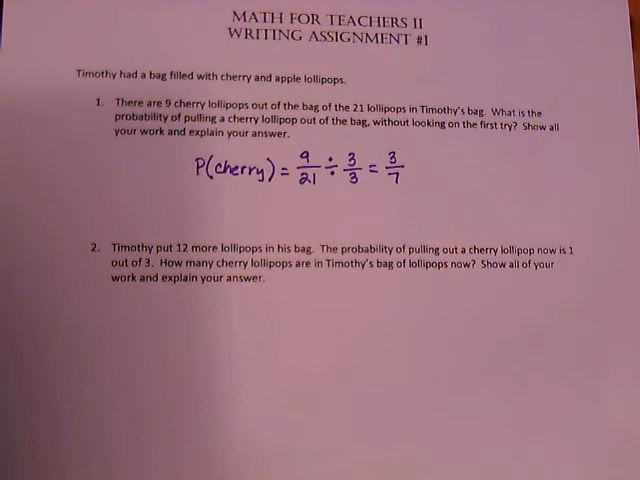 MATH FOR TEACHERS II
WRITING ASSIGNMENT #1
Timothy had a bag filled with cherry and apple lollipops.
1. There are 9 cherry lollipops out of the bag of the 21 lollipops in Timothy's bag. What is the
probability of pulling a cherry lollipop out of the bag, without looking on the first try? Show all
your work and explain your answer.
P(cherry) = 9/21 ÷ 3/3 = 3/7
2. Timothy put 12 more lollipops in his bag. The probability of pulling out a cherry lollipop now is 1
out of 3. How many cherry lollipops are in Timothy's bag of lollipops now? Show all of your
work and explain your answer.